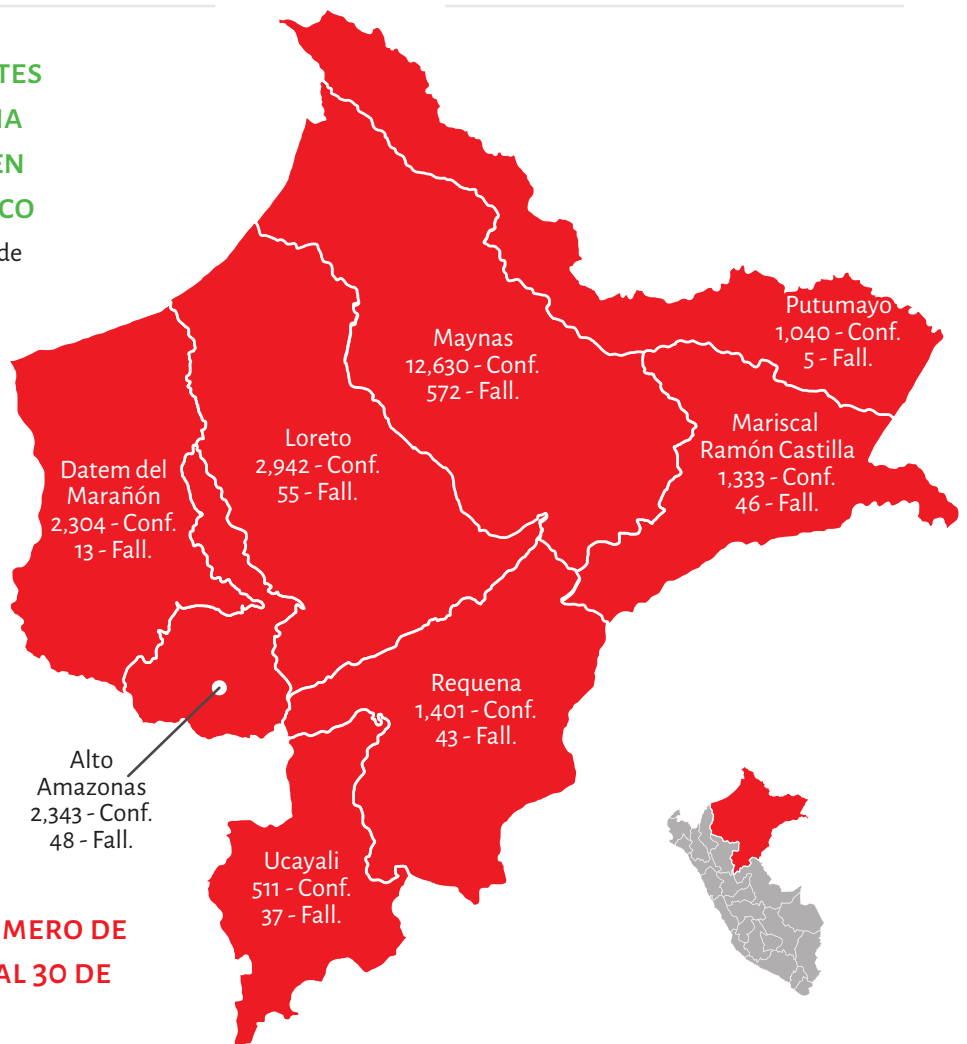 TES
IA
EN
CO
de
Putumayo
1,040 - Conf.
5 - Fall.
Maynas
12,630 - Conf.
572 - Fall.
Mariscal
Ramón Castilla
1,333 - Conf.
46 - Fall.
Loreto
2,942 - Conf.
55 - Fall.
Datem del
Marañón
2,304 - Conf.
13 - Fall.
Requena
1,401 - Conf.
43 - Fall.
Alto
Amazonas
2,343 - Conf.
48 - Fall.
Ucayali
511 - Conf.
37 - Fall.
MERO DE
AL 30 DE